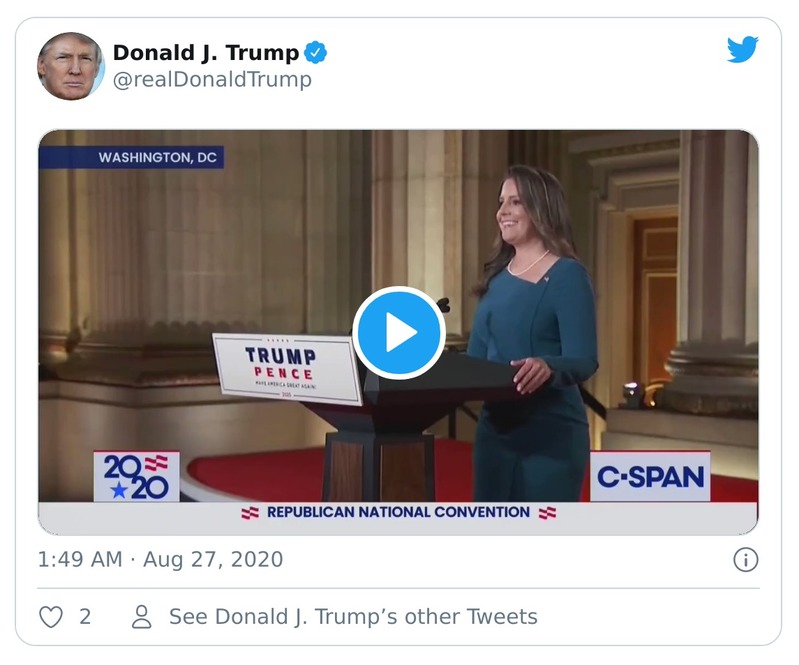 Donald J. Trump
@realDonaldTrump
WASHINGTON, DC
TRUMP
PENCE
MAKE AMERICA GREAT AGAIN!
2020
2020
C-SPAN
REPUBLICAN NATIONAL CONVENTION
1:49 AM · Aug 27, 2020
2
See Donald J. Trump’s other Tweets